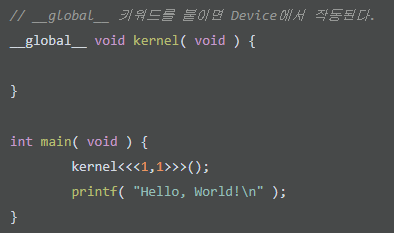 // __global__ 키워드를 붙이면 Device에서 작동된다.
__global__ void kernel( void ) {
}
int main( void ) {
kernel<<<1,1>>>();
printf( "Hello, World!\n" );
}